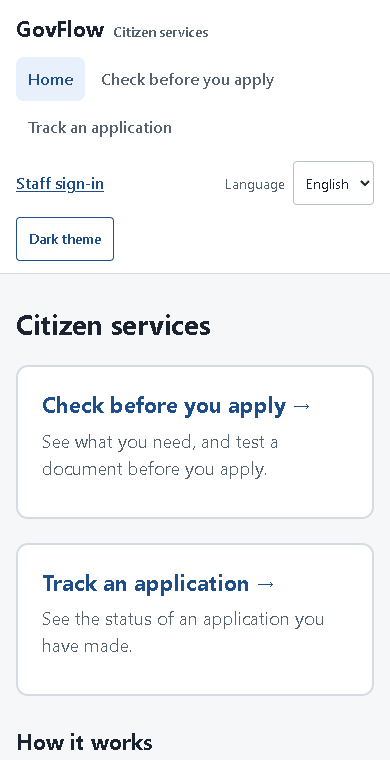 GovFlow Citizen services
Home Check before you apply
Track an application
Staff sign-in Language English
Dark theme
Citizen services
Check before you apply →
See what you need, and test a
document before you apply.
Track an application →
See the status of an application you
have made.
How it works